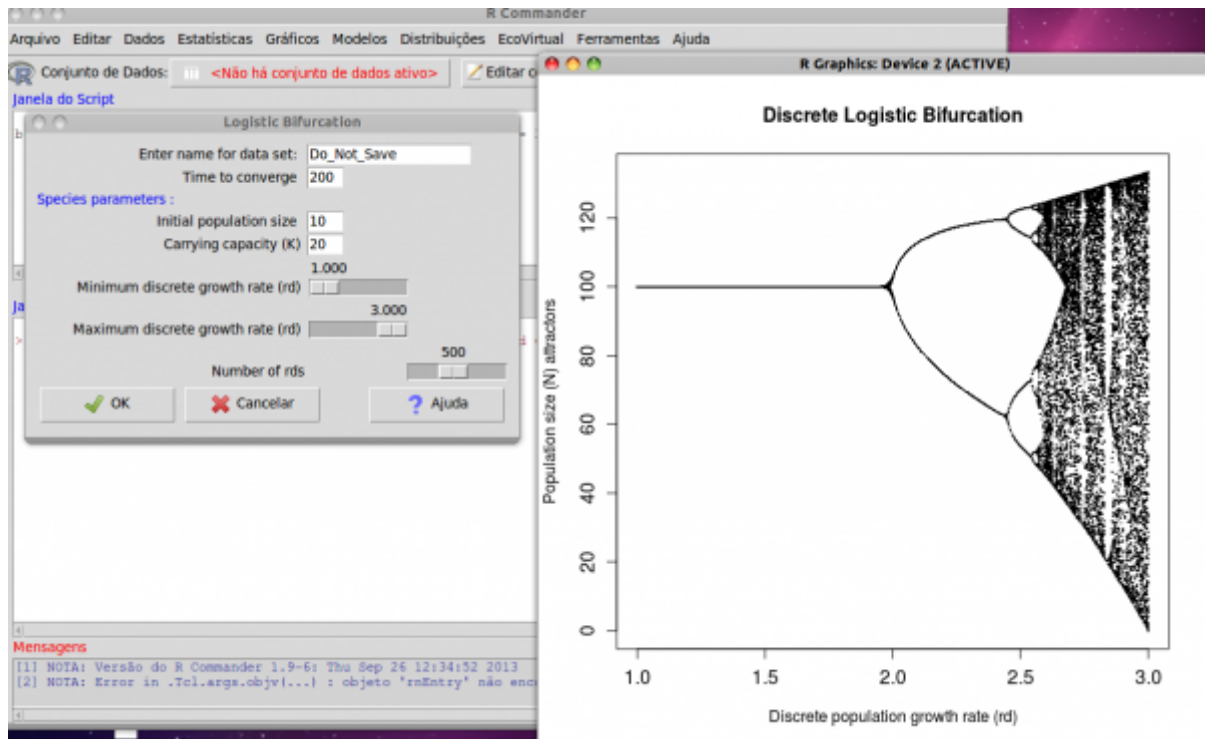 R Commander
Arquivo Editar Dados Estatísticas Gráficos Modelos Distribuições EcoVirtual Ferramentas Ajuda
Conjunto de Dados: <Não há conjunto de dados ativo> Editar
Janela do Script
Logistic Bifurcation
Enter name for data set: Do_Not_Save
Time to converge 200
Species parameters :
Initial population size 10
Carrying capacity (K) 20
1.000
Minimum discrete growth rate (rd)
3.000
Maximum discrete growth rate (rd)
500
Number of rds
OK Cancelar Ajuda
Mensagens
[1] NOTA: Versão do R Commander 1.9-6: Thu Sep 26 12:34:52 2013
[2] NOTA: Error in .Tcl.args.objv(...) : objeto "rnEntry" não
R Graphics: Device 2 (ACTIVE)
Discrete Logistic Bifurcation
Population size (N) attractors
120
100
80
60
40
20
0
1.0 1.5 2.0 2.5 3.0
Discrete population growth rate (rd)